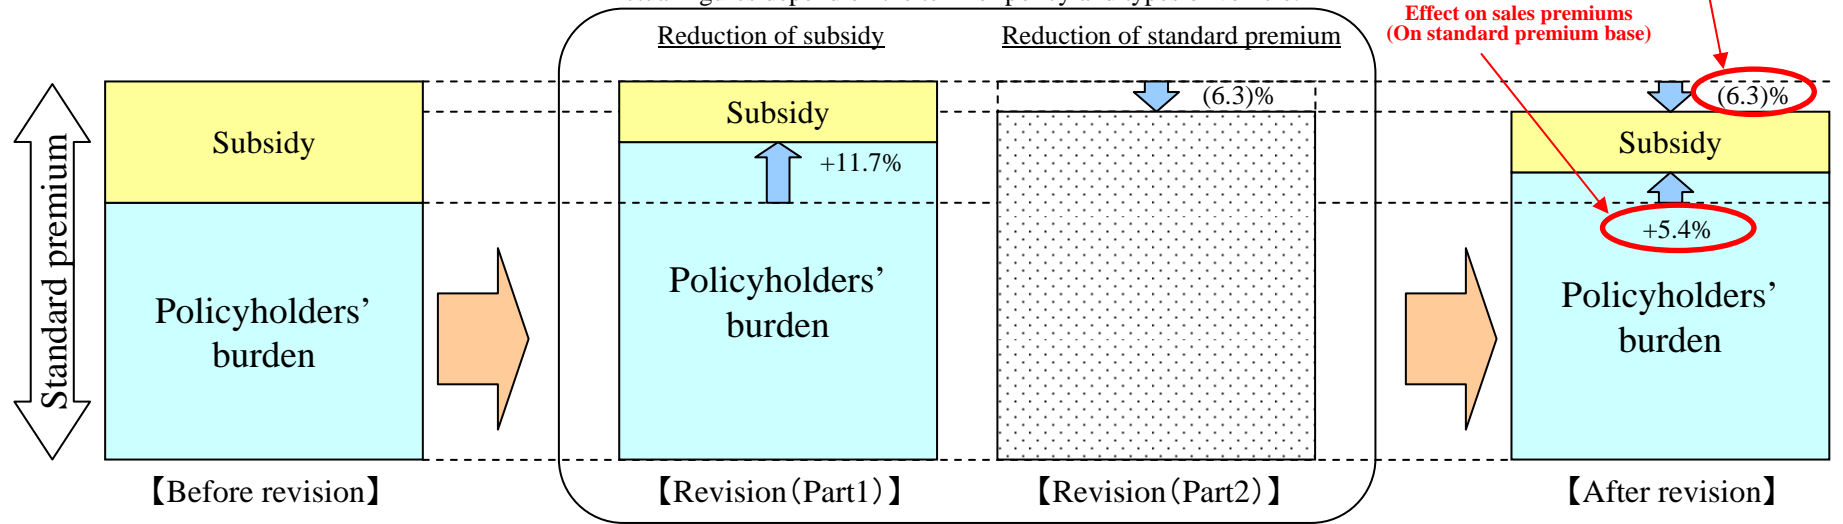 Effect on sales premiums
(On standard premium base)
Reduction of subsidy
Reduction of standard premium
Standard premium
Subsidy
Policyholders’
burden
【Before revision】
Subsidy
+11.7%
Policyholders’
burden
【Revision（Part1）】
(6.3)%
【Revision（Part2）】
(6.3)%
Subsidy
+5.4%
Policyholders’
burden
【After revision】